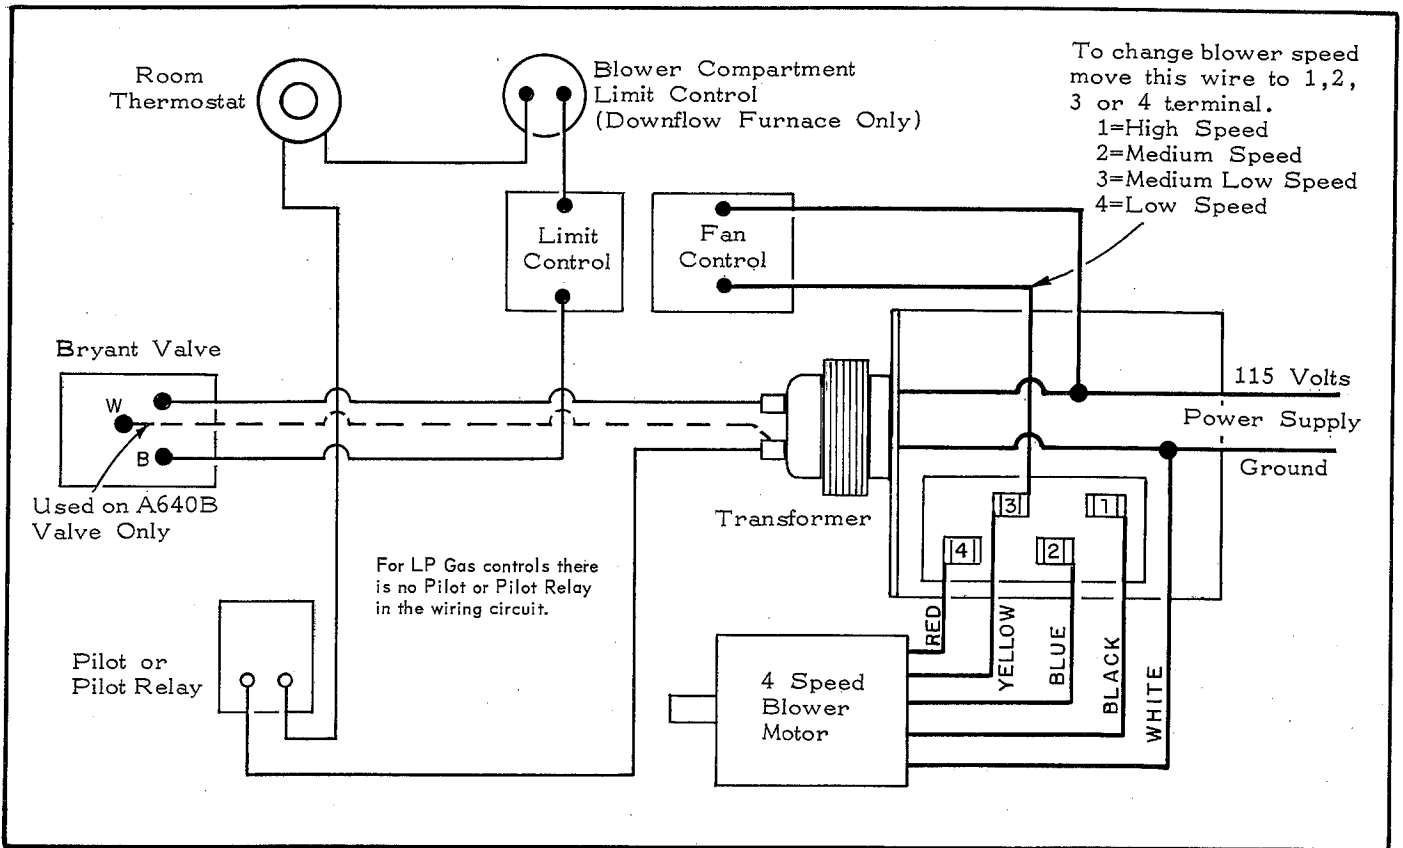 Room
Thermostat
Blower Compartment
Limit Control
(Downflow Furnace Only)
To change blower speed
move this wire to 1,2,
3 or 4 terminal.
1=High Speed
2=Medium Speed
3=Medium Low Speed
4=Low Speed
Limit
Control
Fan
Control
Bryant Valve
W
B
Used on A640B
Valve Only
115 Volts
Power Supply
Ground
Transformer
3
1
4
2
For LP Gas controls there
is no Pilot or Pilot Relay
in the wiring circuit.
Pilot or
Pilot Relay
4 Speed
Blower
Motor
RED
YELLOW
BLUE
BLACK
WHITE